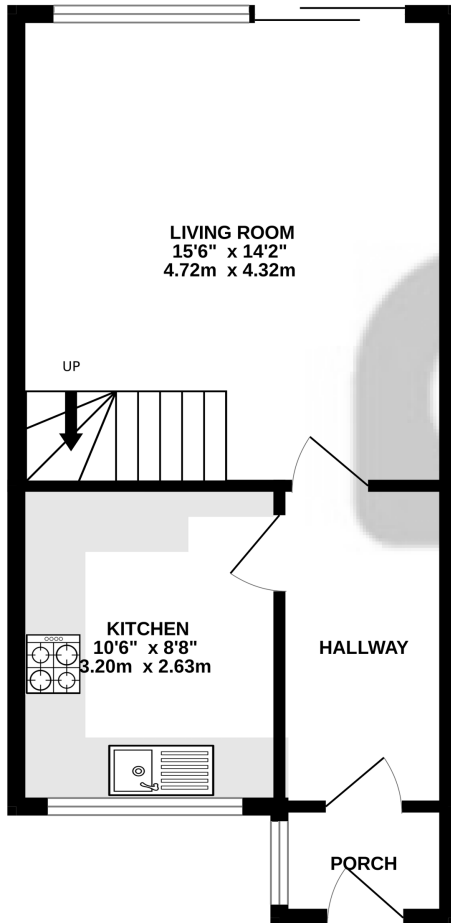 LIVING ROOM
15'6" x 14'2"
4.72m x 4.32m
UP
KITCHEN
10'6" x 8'8"
3.20m x 2.63m
HALLWAY
PORCH